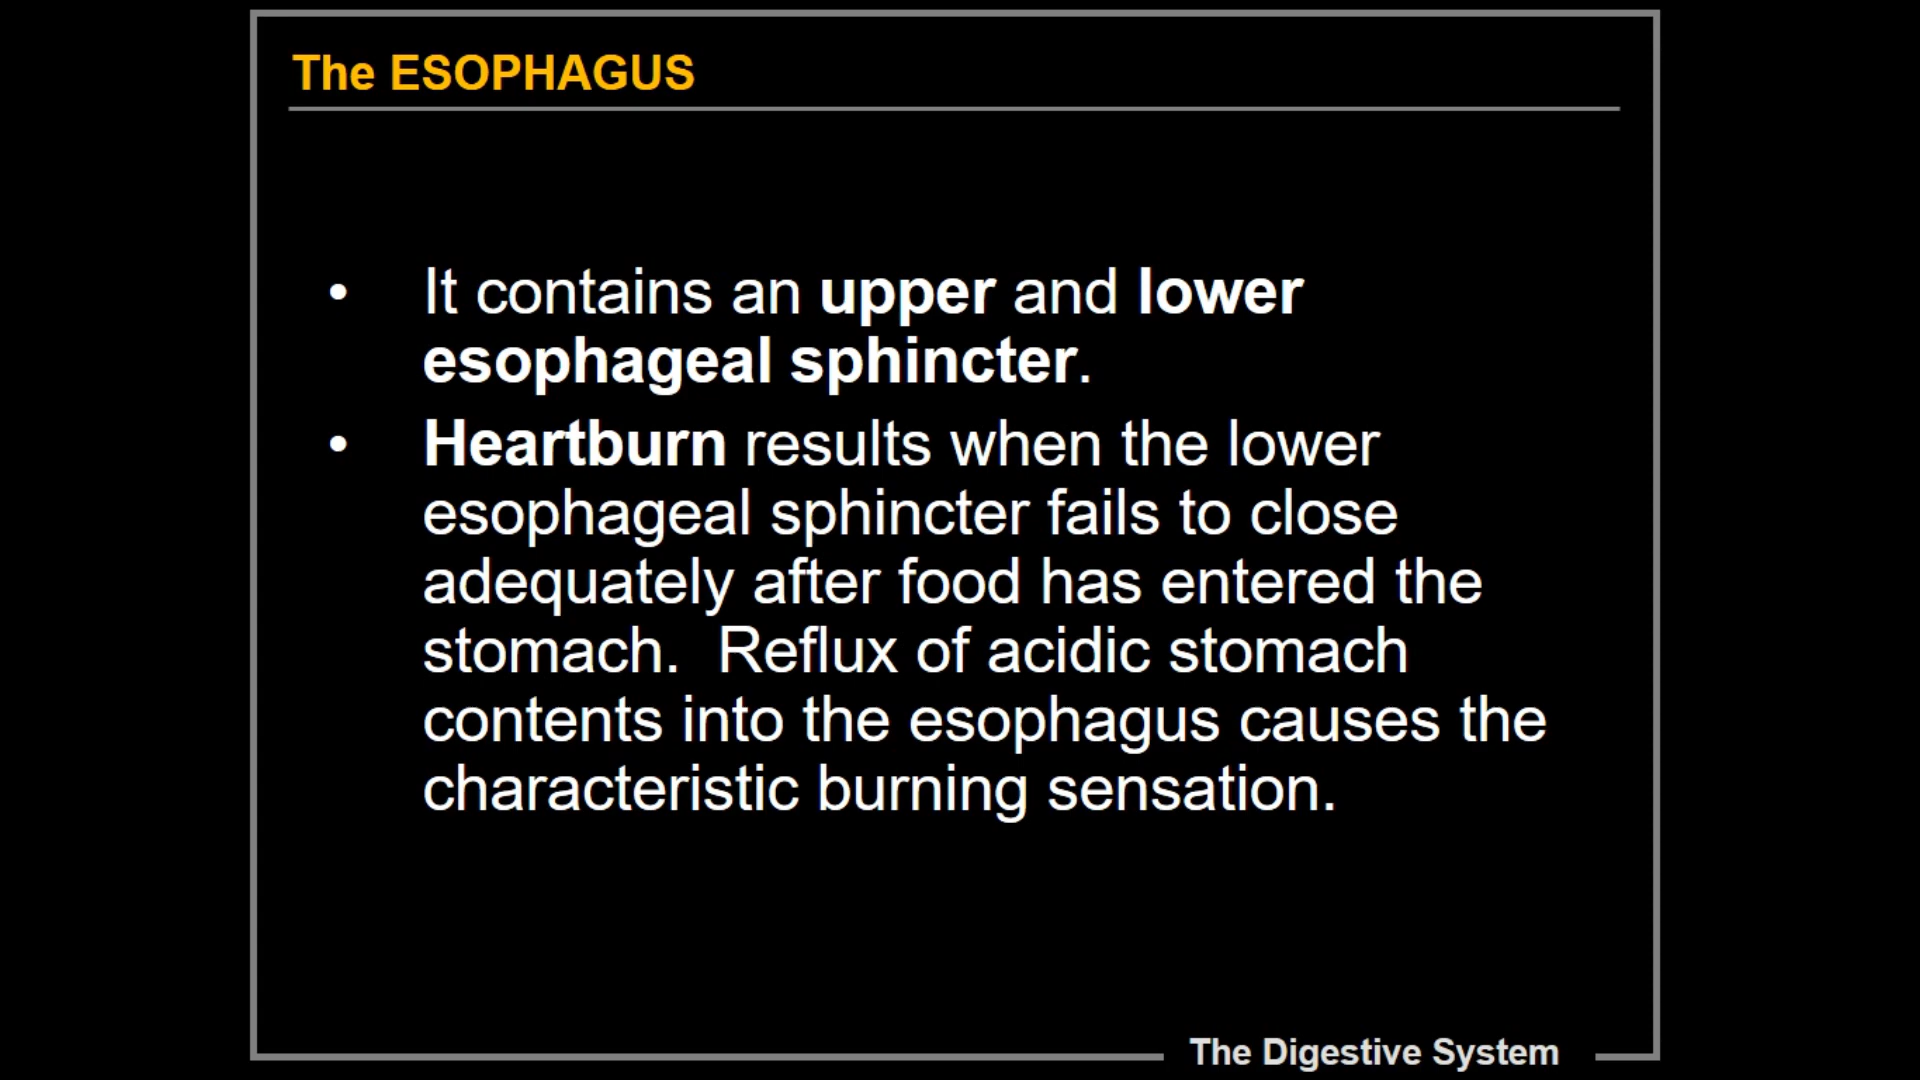 The ESOPHAGUS
• It contains an upper and lower
esophageal sphincter.
• Heartburn results when the lower
esophageal sphincter fails to close
adequately after food has entered the
stomach.  Reflux of acidic stomach
contents into the esophagus causes the
characteristic burning sensation.
The Digestive System